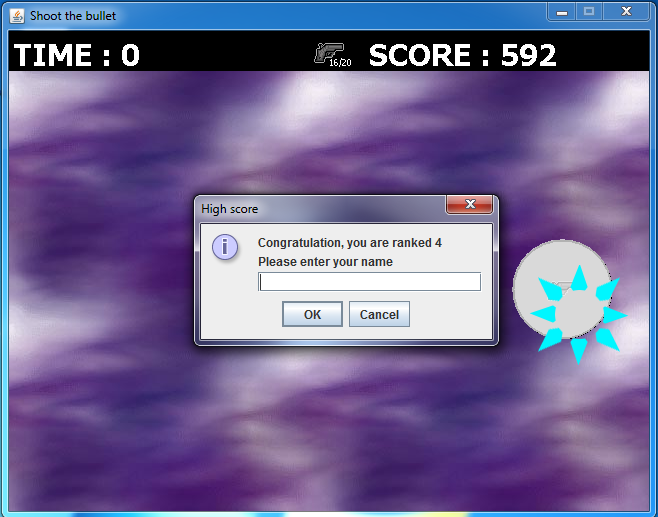 Shoot the bullet
TIME : 0
16/20
SCORE : 592
High score
Congratulation, you are ranked 4
Please enter your name
OK
Cancel